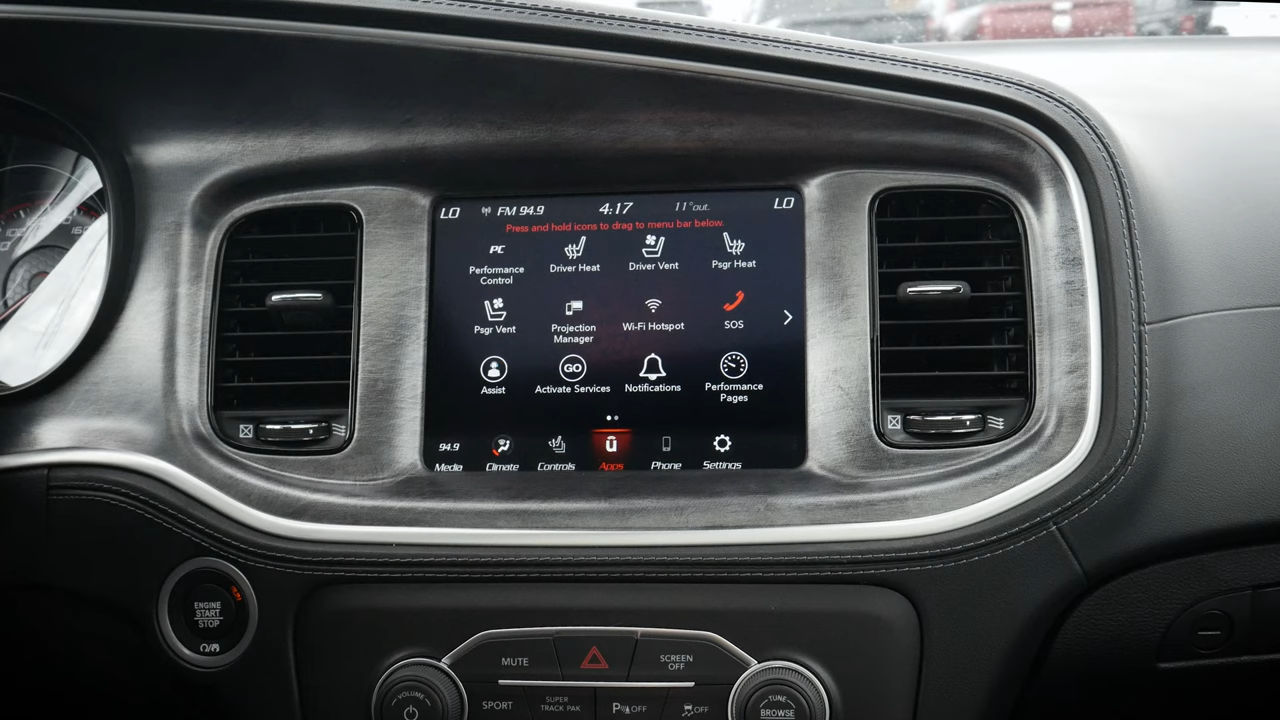 LO
FM 94.9
4:17
11°out.
LO
Press and hold icons to drag to menu bar below.
PC
Performance
Control
Driver Heat
Driver Vent
Psgr Heat
Psgr Vent
Projection
Manager
Wi-Fi Hotspot
SOS
Assist
GO
Activate Services
Notifications
Performance
Pages
94.9
Media
Climate
Controls
Apps
Phone
Settings
160
ENGINE
START
STOP
MUTE
SCREEN
OFF
VOLUME
SPORT
SUPER
TRACK PAK
P OFF
OFF
TUNE
BROWSE